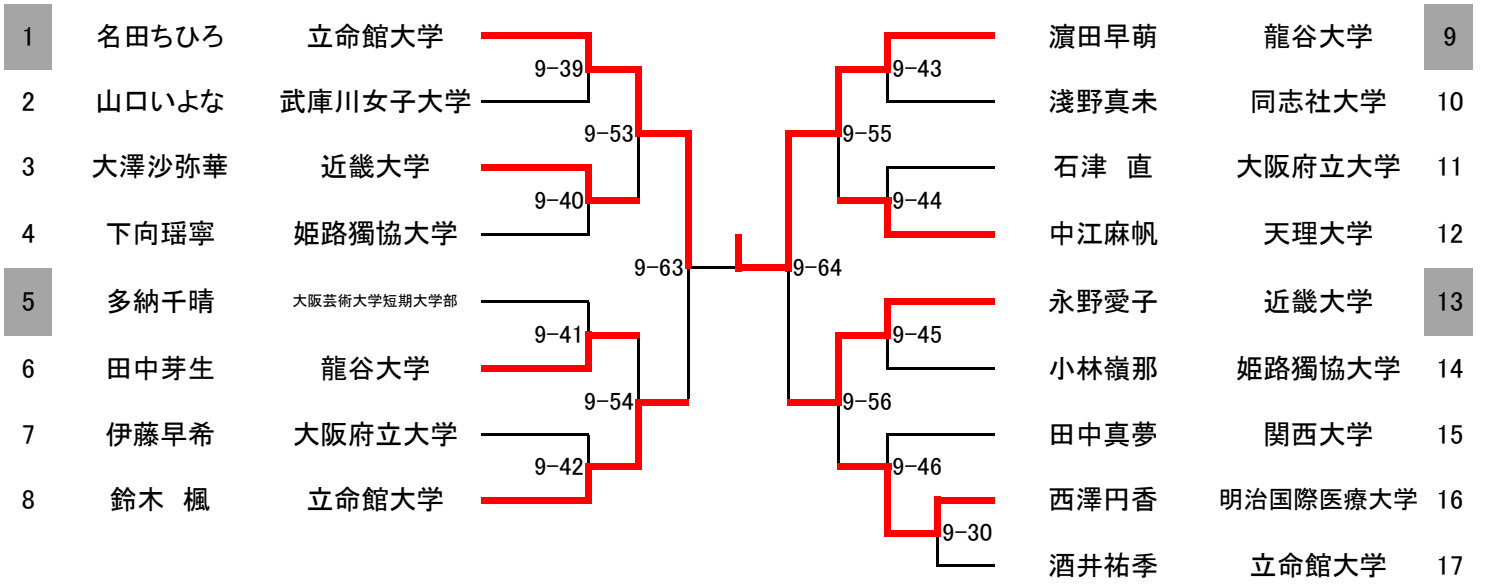 1 名田ちひろ 立命館大学 濵田早萌 龍谷大学 9
9-39 9-43
2 山口いよな 武庫川女子大学 淺野真未 同志社大学 10
9-53 9-55
3 大澤沙弥華 近畿大学 石津 直 大阪府立大学 11
9-40 9-44
4 下向瑶寧 姫路獨協大学 中江麻帆 天理大学 12
9-63 9-64
5 多納千晴 大阪芸術大学短期大学部 永野愛子 近畿大学 13
9-41 9-45
6 田中芽生 龍谷大学 小林嶺那 姫路獨協大学 14
9-54 9-56
7 伊藤早希 大阪府立大学 田中真夢 関西大学 15
9-42 9-46
8 鈴木 楓 立命館大学 西澤円香 明治国際医療大学 16
9-30
酒井祐季 立命館大学 17